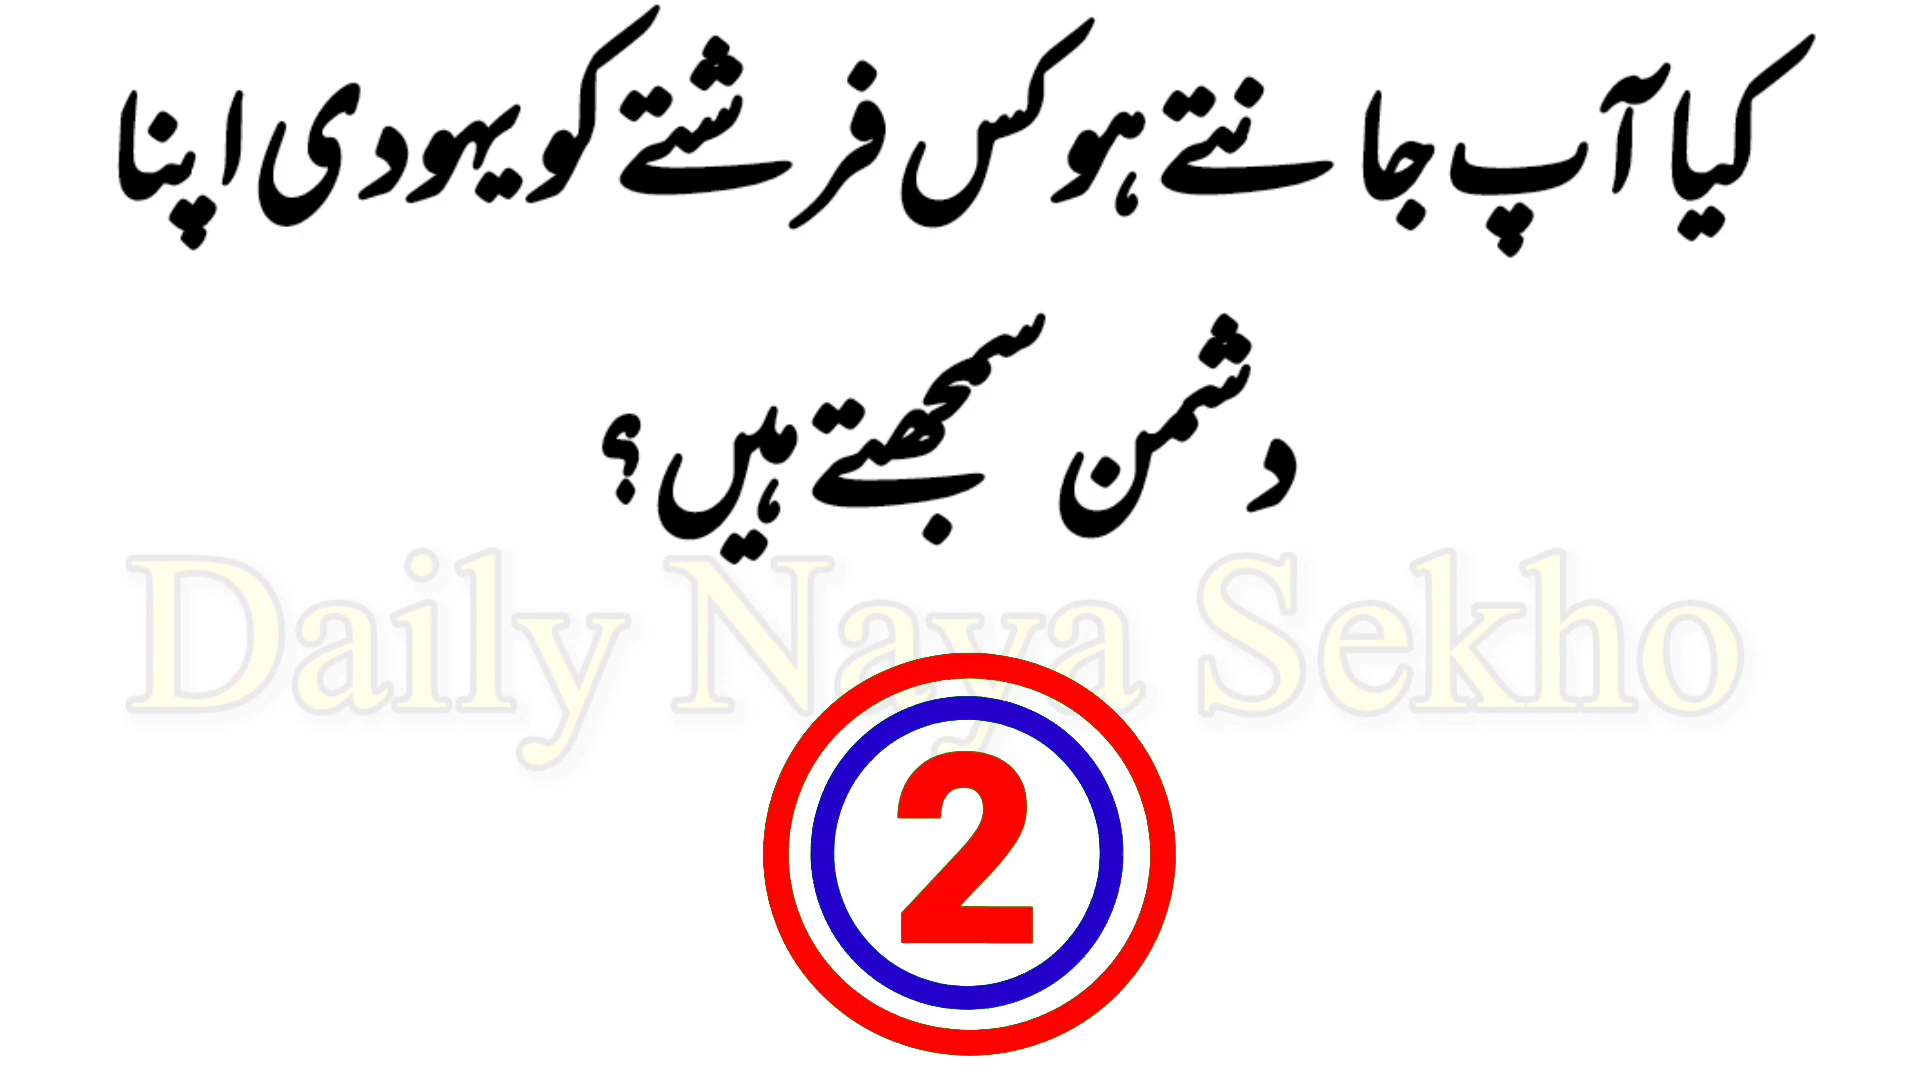 کیا آپ جانتے ہو کس فرشتے کو یہودی اپنا
دشمن سمجھتے ہیں؟
Daily Naya Sekho
2